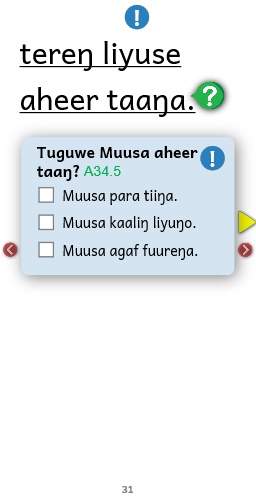 tereŋ liyuse
aheer taaŋa.
Tuguwe Muusa aheer
taaŋ? A34.5
Muusa para tiiŋa.
Muusa kaaliŋ liyuŋo.
Muusa agaf fuureŋa.
31